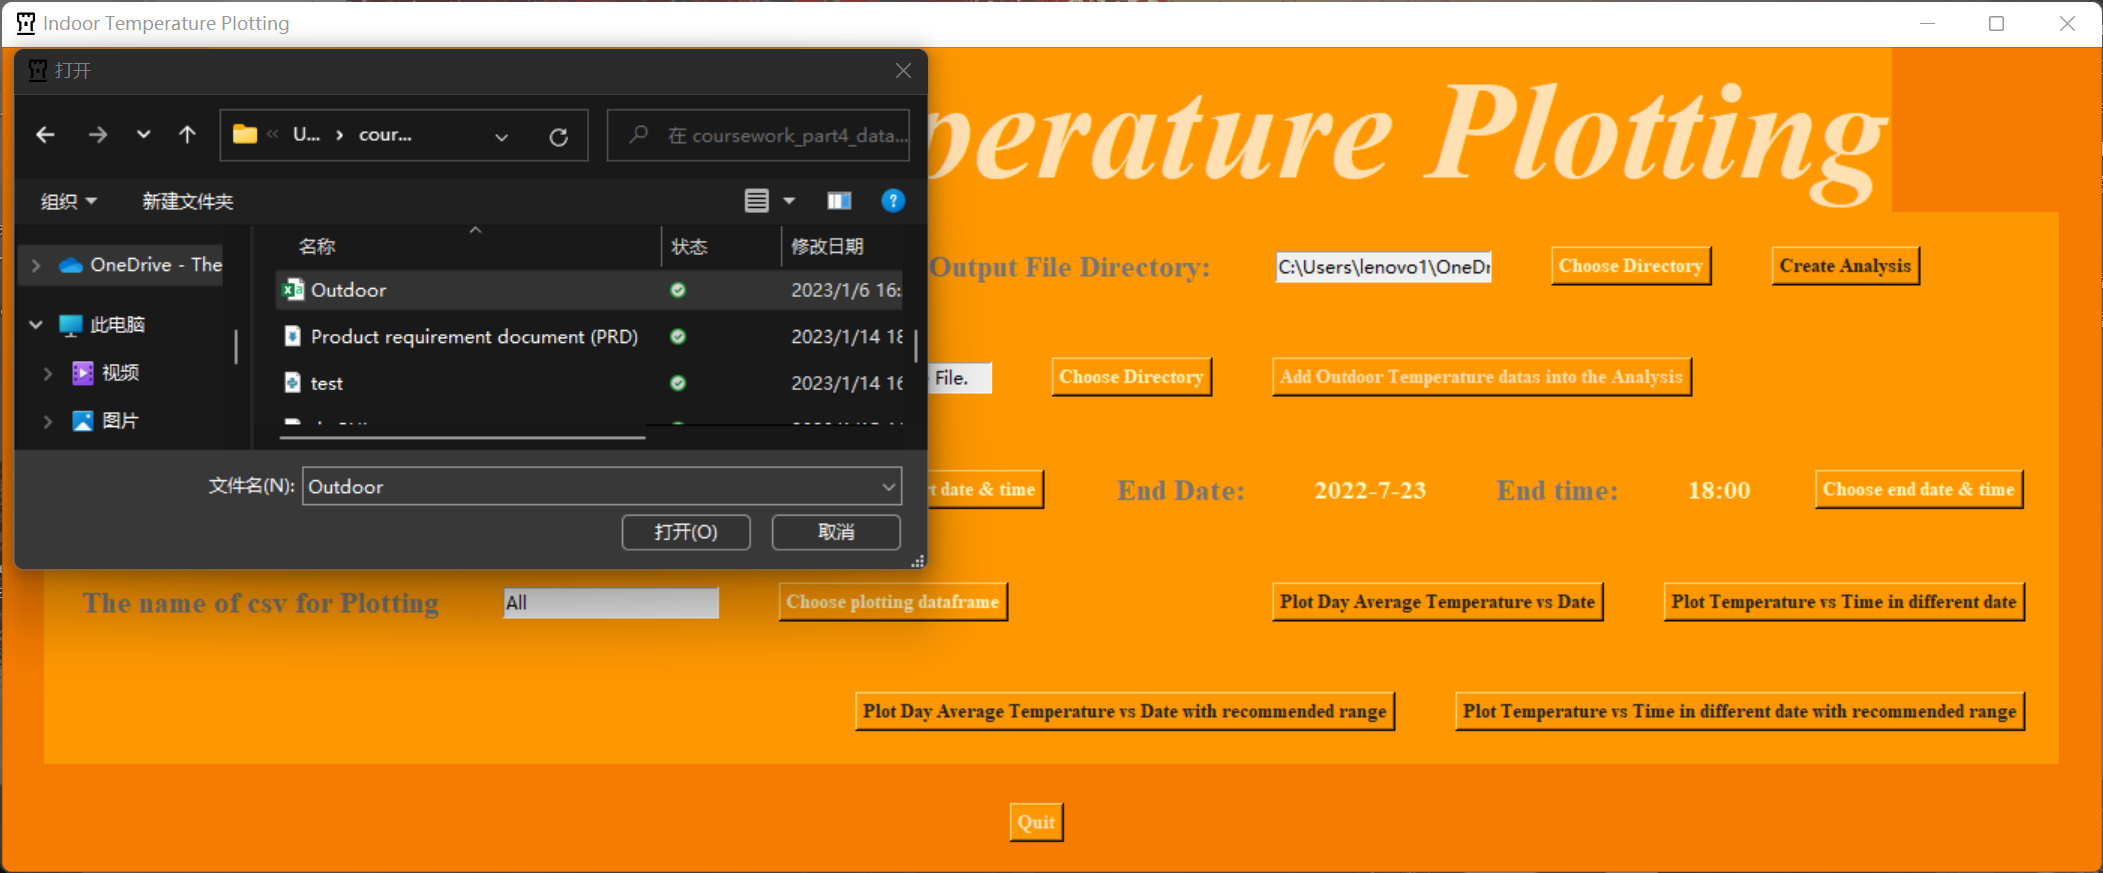 Indoor Temperature Plotting
打开
perature Plotting
U... › cour...
在 coursework_part4_data...
组织
新建文件夹
名称
状态
修改日期
OneDrive - The
此电脑
视频
图片
Outdoor
2023/1/6 16:
Product requirement document (PRD)
2023/1/14 18
test
2023/1/14 16
文件名(N):
Outdoor
打开(O)
取消
Output File Directory:
C:\Users\lenovo1\OneDr
Choose Directory
Create Analysis
File.
Choose Directory
Add Outdoor Temperature datas into the Analysis
t date & time
End Date:
2022-7-23
End time:
18:00
Choose end date & time
The name of csv for Plotting
All
Choose plotting dataframe
Plot Day Average Temperature vs Date
Plot Temperature vs Time in different date
Plot Day Average Temperature vs Date with recommended range
Plot Temperature vs Time in different date with recommended range
Quit